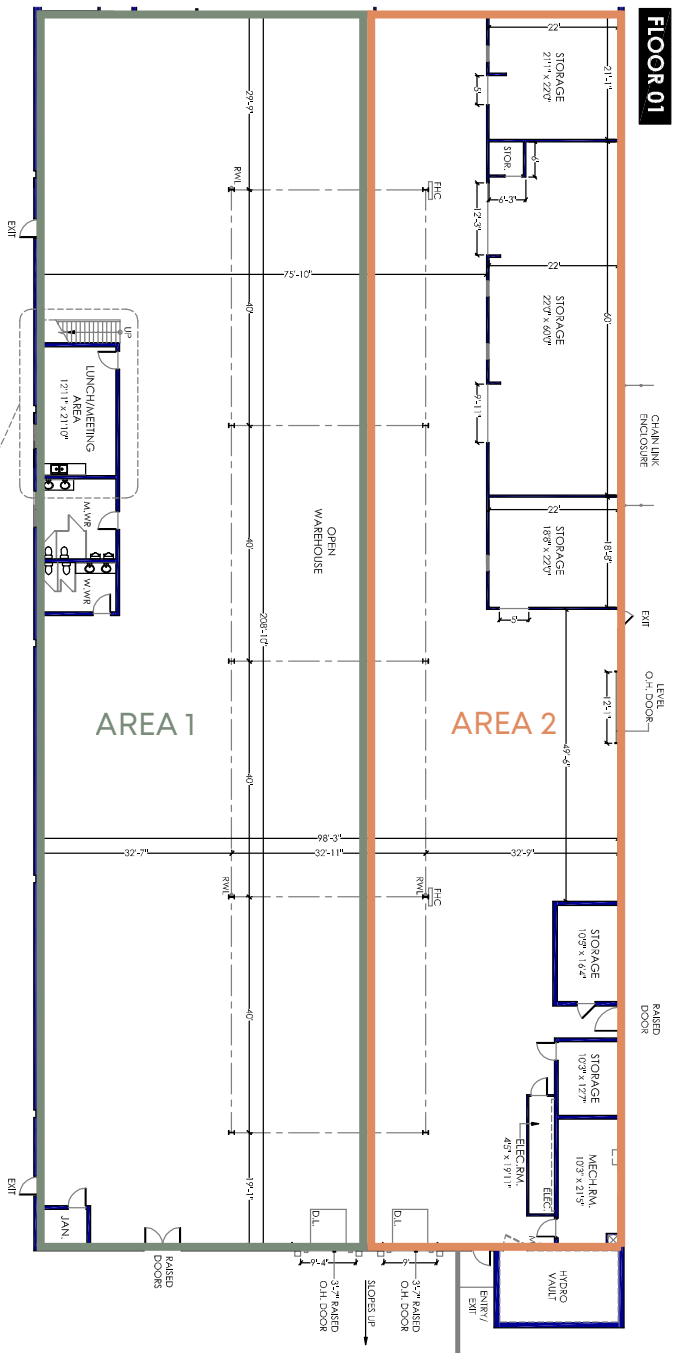 FLOOR 01
22'
STORAGE
21'1" x 22'0"
21'-1"
5'
29'-9"
STOR.
6'
6'-3"
RWL
FHC
12'-3"
EXIT
75'-10"
22'
40'
STORAGE
22'0" x 60'0"
60'
UP
LUNCH/MEETING
AREA
12'11" x 21'10"
9'-11"
CHAIN LINK
ENCLOSURE
M.WR
W.WR
40'
OPEN
WAREHOUSE
22'
STORAGE
18'8" x 22'0"
18'-8"
5'
EXIT
208'-10"
LEVEL
O.H. DOOR
12'-1"
AREA 1
AREA 2
49'-6"
40'
98'-3"
32'-7"
32'-11"
32'-9"
RWL
RWL
FHC
STORAGE
10'5" x 16'4"
RAISED
DOOR
40'
STORAGE
10'3" x 12'7"
ELEC.RM.
4'5" x 19'11"
ELEC.
MECH.RM.
10'3" x 21'5"
19'-1"
EXIT
JAN.
D.L.
D.L.
RAISED
DOORS
9'-4"
3'-7" RAISED
O.H. DOOR
SLOPES UP
9'
3'-7" RAISED
O.H. DOOR
ENTRY/
EXIT
HYDRO
VAULT